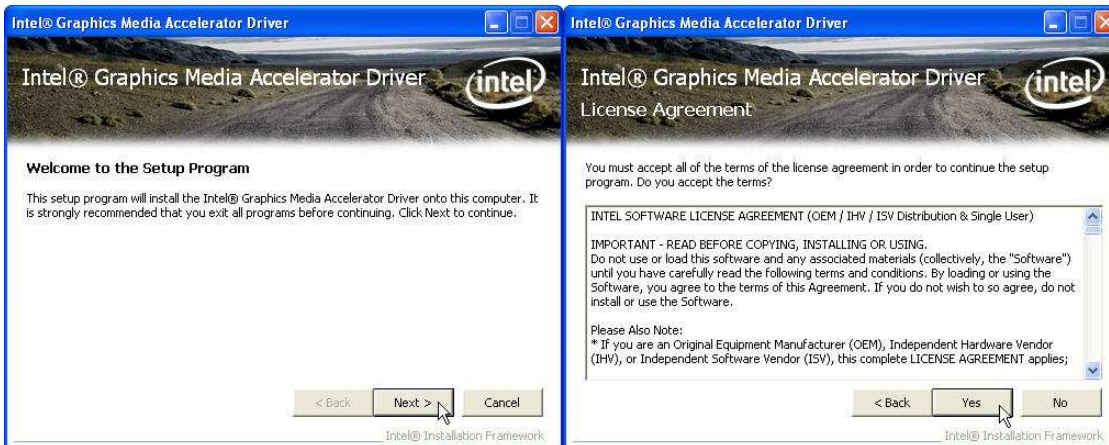 Intel® Graphics Media Accelerator Driver
Intel® Graphics Media Accelerator Driver
intel
Welcome to the Setup Program
This setup program will install the Intel® Graphics Media Accelerator Driver onto this computer. It
is strongly recommended that you exit all programs before continuing. Click Next to continue.
< Back
Next >
Cancel
Intel® Installation Framework
Intel® Graphics Media Accelerator Driver
Intel® Graphics Media Accelerator Driver
intel
License Agreement
You must accept all of the terms of the license agreement in order to continue the setup
program. Do you accept the terms?
INTEL SOFTWARE LICENSE AGREEMENT (OEM / IHV / ISV Distribution & Single User)
IMPORTANT - READ BEFORE COPYING, INSTALLING OR USING.
Do not use or load this software and any associated materials (collectively, the "Software")
until you have carefully read the following terms and conditions. By loading or using the
Software, you agree to the terms of this Agreement. If you do not wish to so agree, do not
install or use the Software.
Please Also Note:
* If you are an Original Equipment Manufacturer (OEM), Independent Hardware Vendor
(IHV), or Independent Software Vendor (ISV), this complete LICENSE AGREEMENT applies;
< Back
Yes
No
Intel® Installation Framework